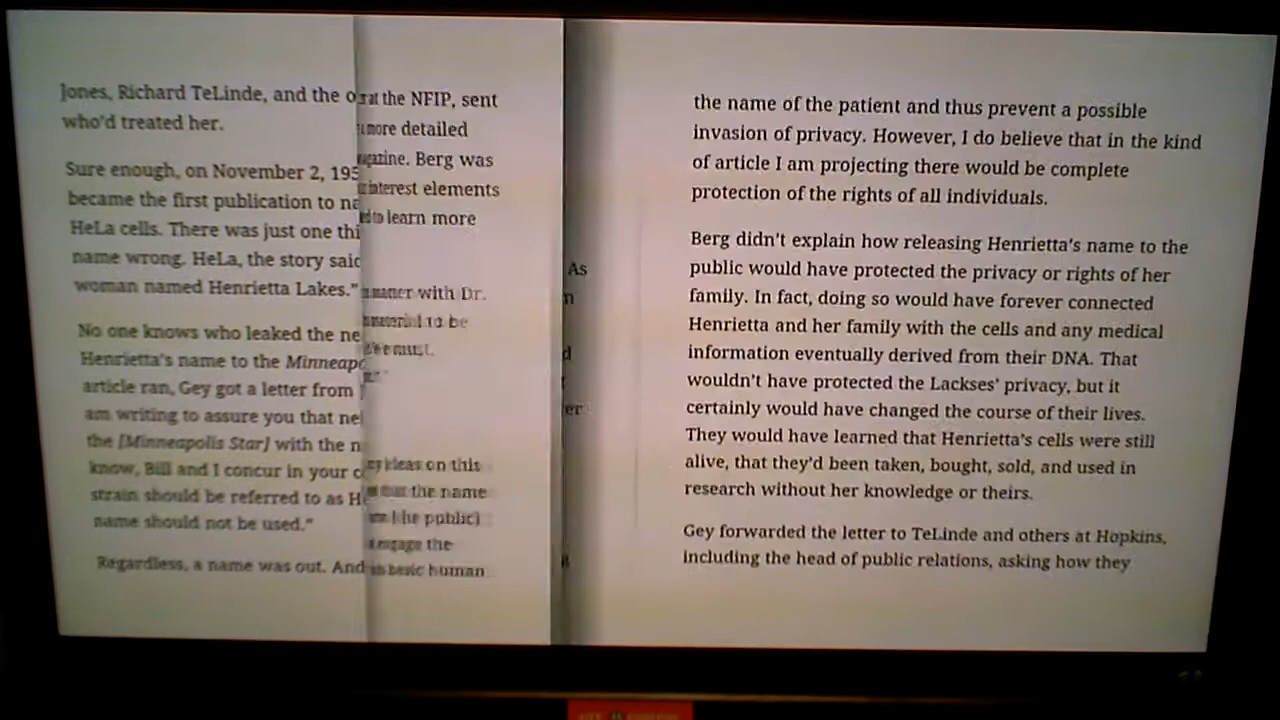 Jones, Richard TeLinde, and the
who'd treated her.
Sure enough, on November 2, 195
became the first publication to
HeLa cells. There was just one
name wrong. HeLa, the story
woman named Henrietta Lakes."
No one knows who leaked the
Henrietta's name to the
article ran, Gey got a letter from
am writing to assure you that
the [Minneapolis Star] with the
know, Bill and I concur in your
strain should be referred to as
name should not be used."
Regardless, a name was out. And
the NFIP, sent
more detailed
Berg was
interest elements
to learn more
with Dr.
to be
must.
ideas on this
the name
the public)
engage the
basic human
As
the name of the patient and thus prevent a possible
invasion of privacy. However, I do believe that in the kind
of article I am projecting there would be complete
protection of the rights of all individuals.
Berg didn't explain how releasing Henrietta's name to the
public would have protected the privacy or rights of her
family. In fact, doing so would have forever connected
Henrietta and her family with the cells and any medical
information eventually derived from their DNA. That
wouldn't have protected the Lackses' privacy, but it
certainly would have changed the course of their lives.
They would have learned that Henrietta's cells were still
alive, that they'd been taken, bought, sold, and used in
research without her knowledge or theirs.
Gey forwarded the letter to TeLinde and others at Hopkins,
including the head of public relations, asking how they